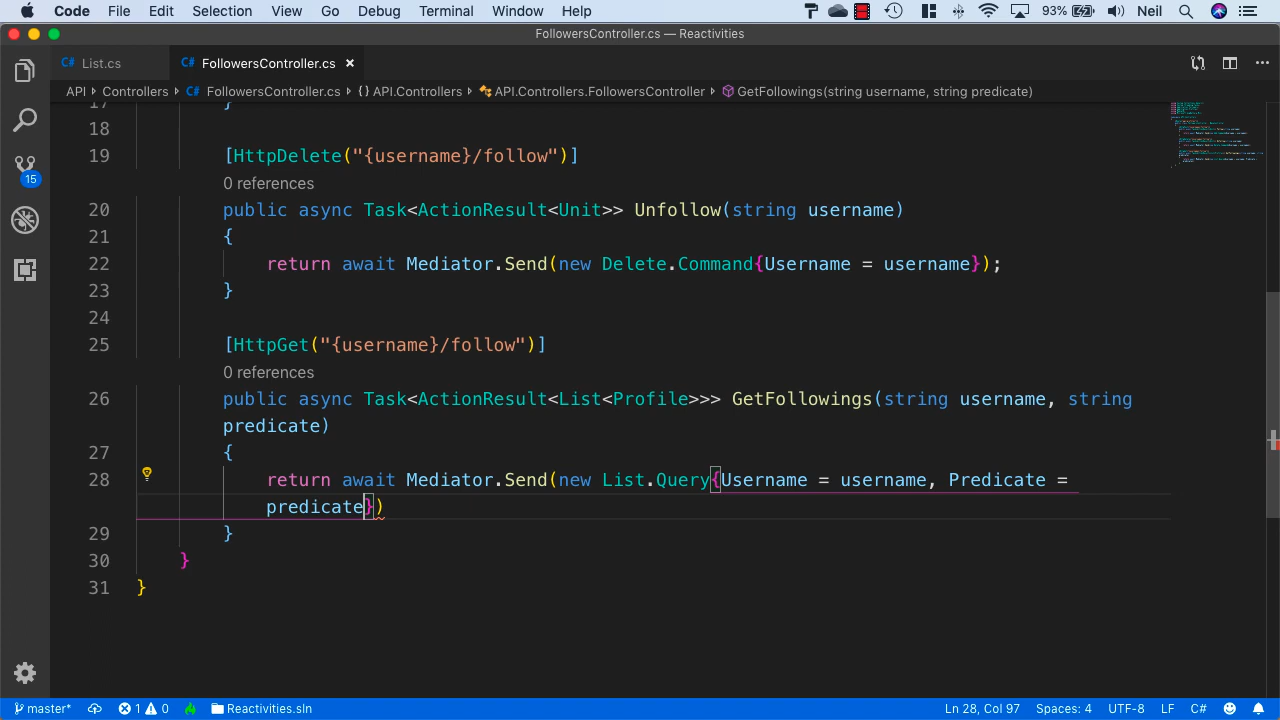 Code File Edit Selection View Go Debug Terminal Window Help 93% Neil
FollowersController.cs — Reactivities
C# List.cs C# FollowersController.cs ×
API > Controllers > C# FollowersController.cs > {} API.Controllers > API.Controllers.FollowersController > GetFollowings(string username, string predicate)
17 }
18
19 [HttpDelete("{username}/follow")]
0 references
20 public async Task<ActionResult<Unit>> Unfollow(string username)
21 {
22 return await Mediator.Send(new Delete.Command{Username = username});
23 }
24
25 [HttpGet("{username}/follow")]
0 references
26 public async Task<ActionResult<List<Profile>>> GetFollowings(string username, string
predicate)
27 {
28 return await Mediator.Send(new List.Query{Username = username, Predicate =
predicate})
29 }
30 }
31 }
15
master* 1 0 Reactivities.sln Ln 28, Col 97 Spaces: 4 UTF-8 LF C#